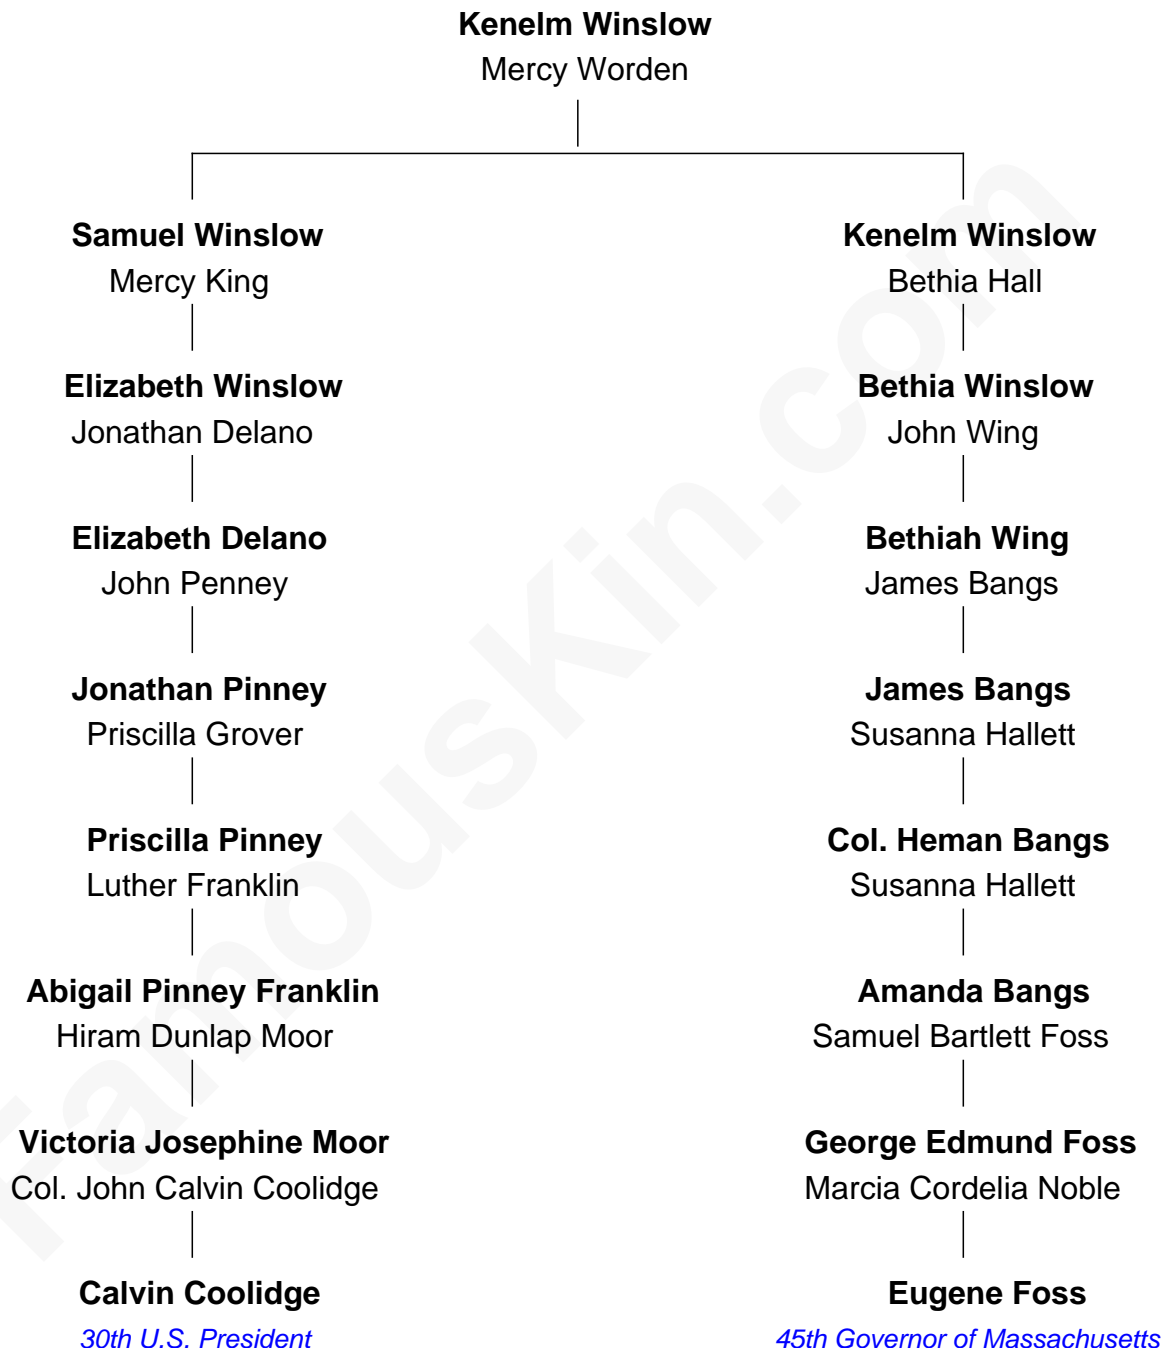 Kenelm Winslow
Mercy Worden
Samuel Winslow
Mercy King
Kenelm Winslow
Bethia Hall
Elizabeth Winslow
Jonathan Delano
Bethia Winslow
John Wing
Elizabeth Delano
John Penney
Bethiah Wing
James Bangs
Jonathan Pinney
Priscilla Grover
James Bangs
Susanna Hallett
Priscilla Pinney
Luther Franklin
Col. Heman Bangs
Susanna Hallett
Abigail Pinney Franklin
Hiram Dunlap Moor
Amanda Bangs
Samuel Bartlett Foss
Victoria Josephine Moor
Col. John Calvin Coolidge
George Edmund Foss
Marcia Cordelia Noble
Calvin Coolidge
30th U.S. President
Eugene Foss
45th Governor of Massachusetts
FamousKin.com